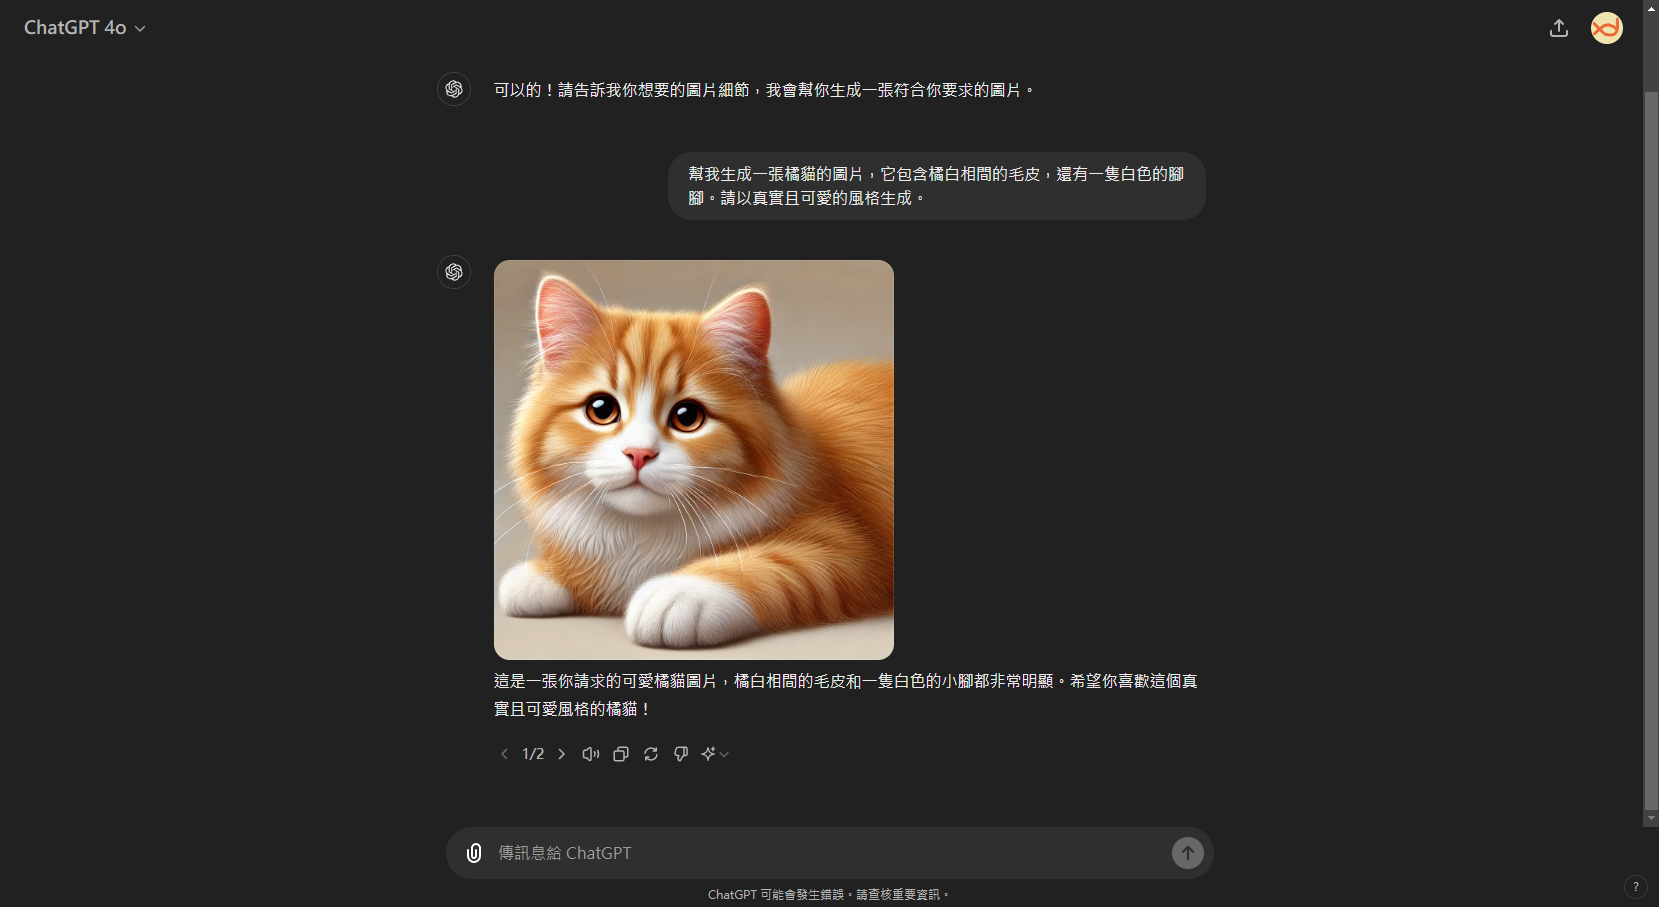 ChatGPT 4o
可以的！請告訴我你想要的圖片細節，我會幫你生成一張符合你要求的圖片。
幫我生成一張橘貓的圖片，它包含橘白相間的毛皮，還有一隻白色的腳
腳。請以真實且可愛的風格生成。
這是一張你請求的可愛橘貓圖片，橘白相間的毛皮和一隻白色的小腳都非常明顯。希望你喜歡這個真
實且可愛風格的橘貓！
1/2
傳訊息給 ChatGPT
ChatGPT 可能會發生錯誤。請查核重要資訊。
?